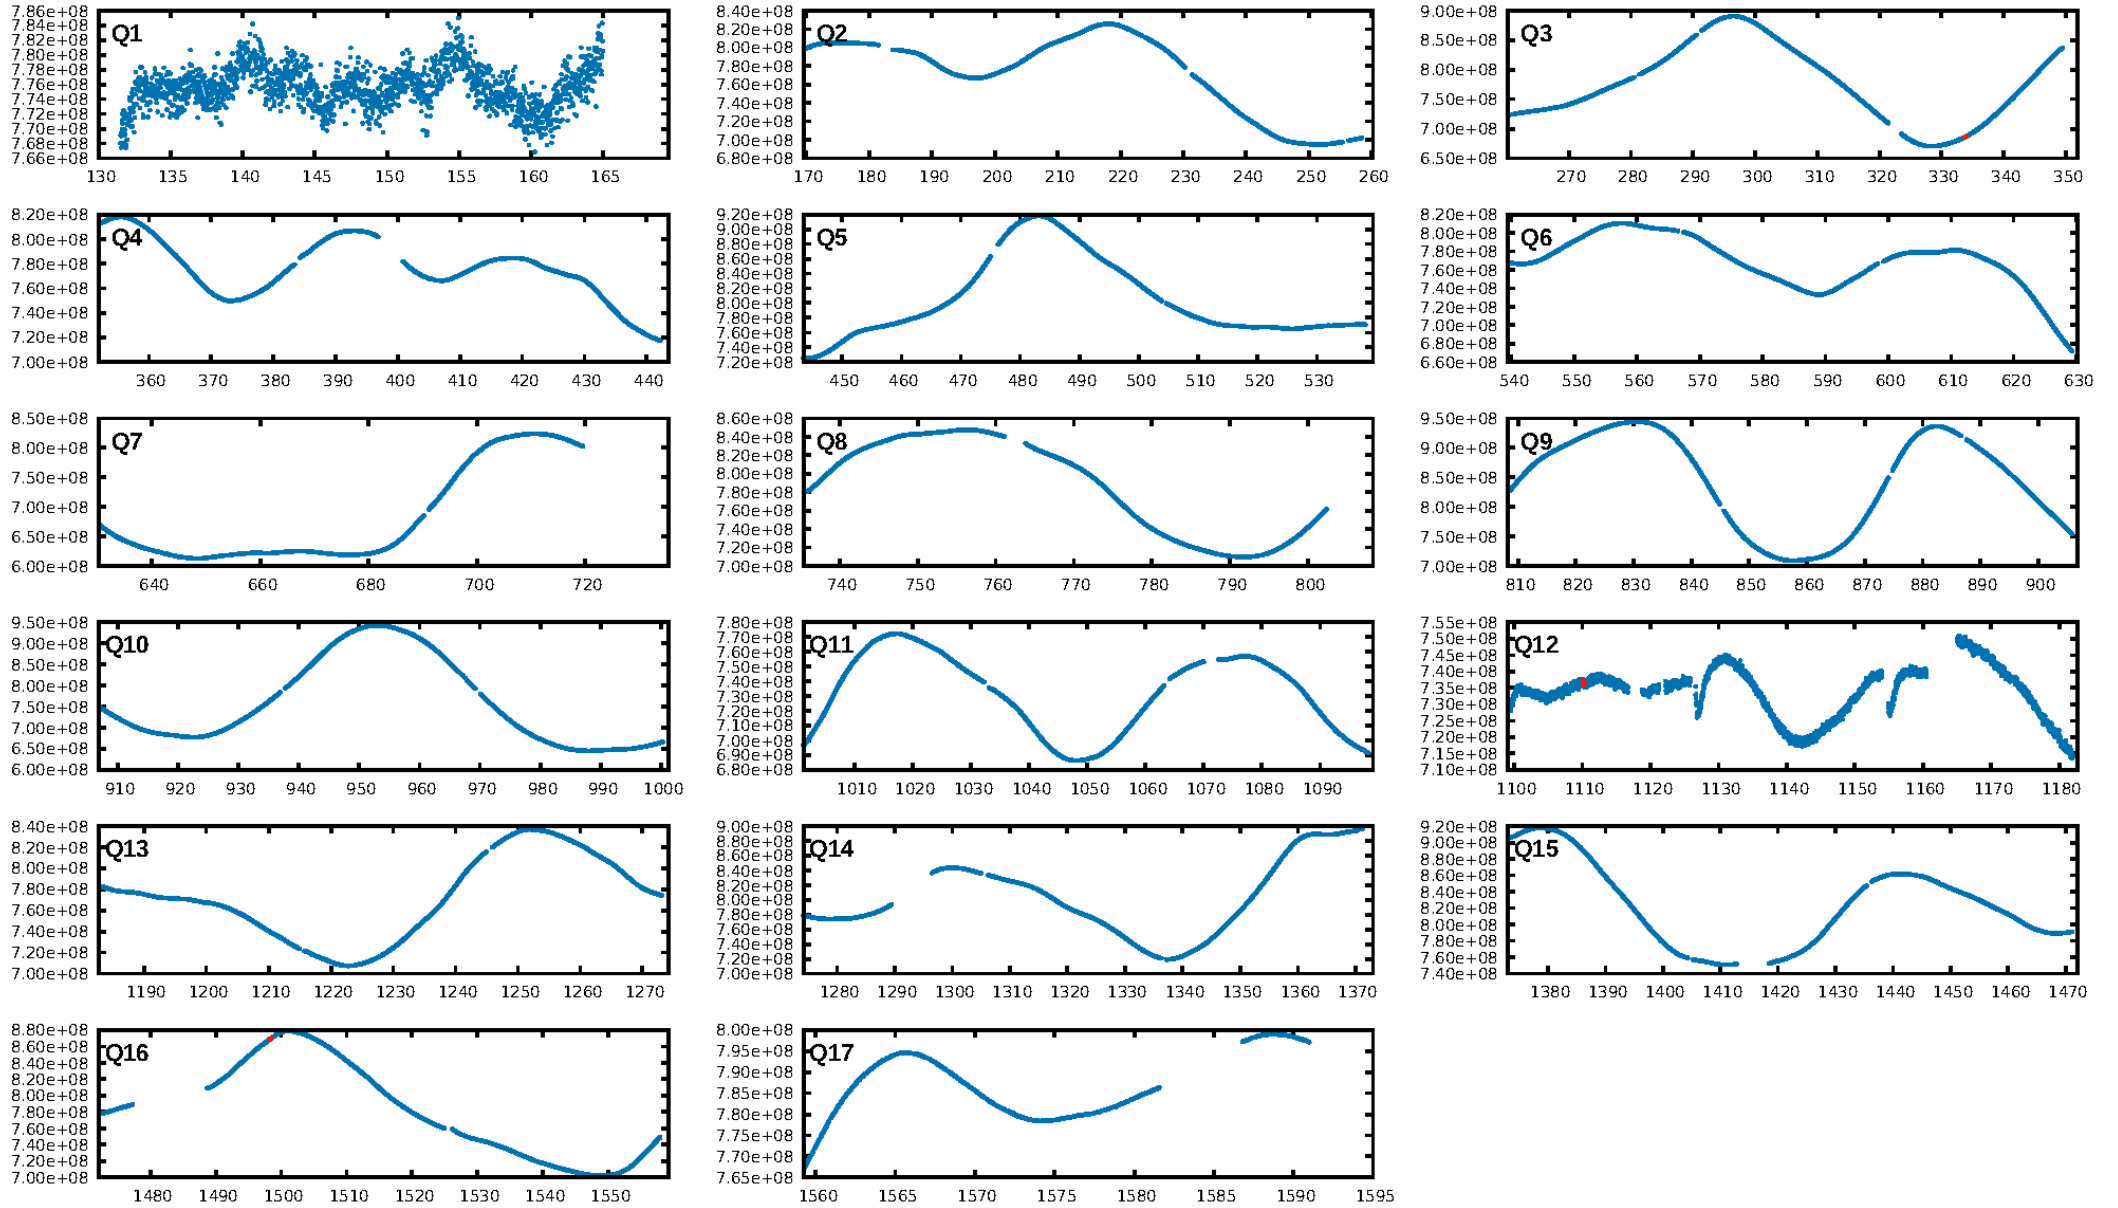 7.86e+08
7.84e+08
7.82e+08
7.80e+08
7.78e+08
7.76e+08
7.74e+08
7.72e+08
7.70e+08
7.68e+08
7.66e+08
Q1
130 135 140 145 150 155 160 165
8.40e+08
8.20e+08
8.00e+08
7.80e+08
7.60e+08
7.40e+08
7.20e+08
7.00e+08
6.80e+08
Q2
170 180 190 200 210 220 230 240 250 260
9.00e+08
8.50e+08
8.00e+08
7.50e+08
7.00e+08
6.50e+08
Q3
270 280 290 300 310 320 330 340 350
8.20e+08
8.00e+08
7.80e+08
7.60e+08
7.40e+08
7.20e+08
7.00e+08
Q4
360 370 380 390 400 410 420 430 440
9.20e+08
9.00e+08
8.80e+08
8.60e+08
8.40e+08
8.20e+08
8.00e+08
7.80e+08
7.60e+08
7.40e+08
7.20e+08
Q5
450 460 470 480 490 500 510 520 530
8.20e+08
8.00e+08
7.80e+08
7.60e+08
7.40e+08
7.20e+08
7.00e+08
6.80e+08
6.60e+08
Q6
540 550 560 570 580 590 600 610 620 630
8.50e+08
8.00e+08
7.50e+08
7.00e+08
6.50e+08
6.00e+08
Q7
640 660 680 700 720
8.60e+08
8.40e+08
8.20e+08
8.00e+08
7.80e+08
7.60e+08
7.40e+08
7.20e+08
7.00e+08
Q8
740 750 760 770 780 790 800
9.50e+08
9.00e+08
8.50e+08
8.00e+08
7.50e+08
7.00e+08
Q9
810 820 830 840 850 860 870 880 890 900
9.50e+08
9.00e+08
8.50e+08
8.00e+08
7.50e+08
7.00e+08
6.50e+08
6.00e+08
Q10
910 920 930 940 950 960 970 980 990 1000
7.80e+08
7.70e+08
7.60e+08
7.50e+08
7.40e+08
7.30e+08
7.20e+08
7.10e+08
7.00e+08
6.90e+08
6.80e+08
Q11
1010 1020 1030 1040 1050 1060 1070 1080 1090
7.55e+08
7.50e+08
7.45e+08
7.40e+08
7.35e+08
7.30e+08
7.25e+08
7.20e+08
7.15e+08
7.10e+08
Q12
1100 1110 1120 1130 1140 1150 1160 1170 1180
8.40e+08
8.20e+08
8.00e+08
7.80e+08
7.60e+08
7.40e+08
7.20e+08
7.00e+08
Q13
1190 1200 1210 1220 1230 1240 1250 1260 1270
9.00e+08
8.80e+08
8.60e+08
8.40e+08
8.20e+08
8.00e+08
7.80e+08
7.60e+08
7.40e+08
7.20e+08
7.00e+08
Q14
1280 1290 1300 1310 1320 1330 1340 1350 1360 1370
9.20e+08
9.00e+08
8.80e+08
8.60e+08
8.40e+08
8.20e+08
8.00e+08
7.80e+08
7.60e+08
7.40e+08
Q15
1380 1390 1400 1410 1420 1430 1440 1450 1460 1470
8.80e+08
8.60e+08
8.40e+08
8.20e+08
8.00e+08
7.80e+08
7.60e+08
7.40e+08
7.20e+08
7.00e+08
Q16
1480 1490 1500 1510 1520 1530 1540 1550
8.00e+08
7.95e+08
7.90e+08
7.85e+08
7.80e+08
7.75e+08
7.70e+08
7.65e+08
Q17
1560 1565 1570 1575 1580 1585 1590 1595